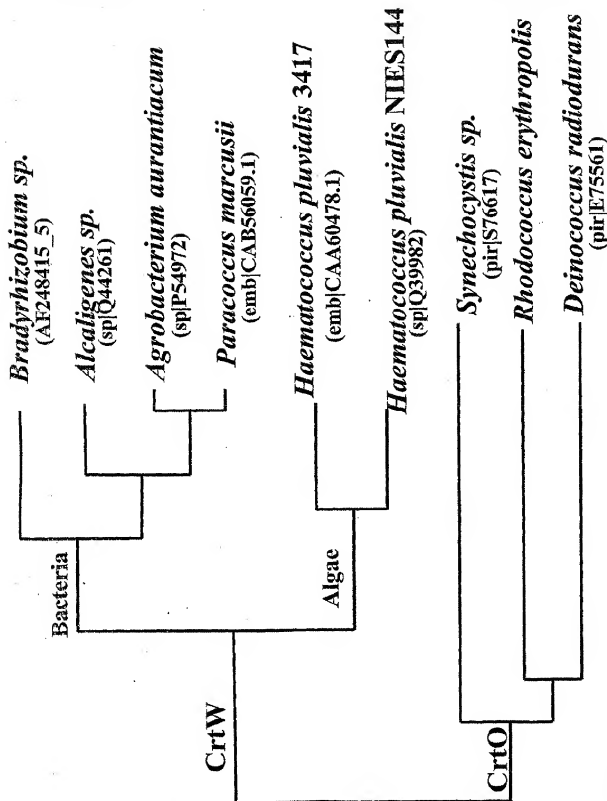 Bradyrhizobium sp.
(AF248415_5)
Alcaligenes sp.
(sp|Q44261)
Agrobacterium aurantiacum
(sp|P54972)
Paracoccus marcusii
(emb|CAB56059.1)
Haematococcus pluvialis 3417
(emb|CAA60478.1)
Haematococcus pluvialis NIES144
(sp|Q39982)
Synechocystis sp.
(pir|S76617)
Rhodococcus erythropolis
Deinococcus radiodurans
(pir|E75561)
Bacteria
Algae
CrtW
CrtO